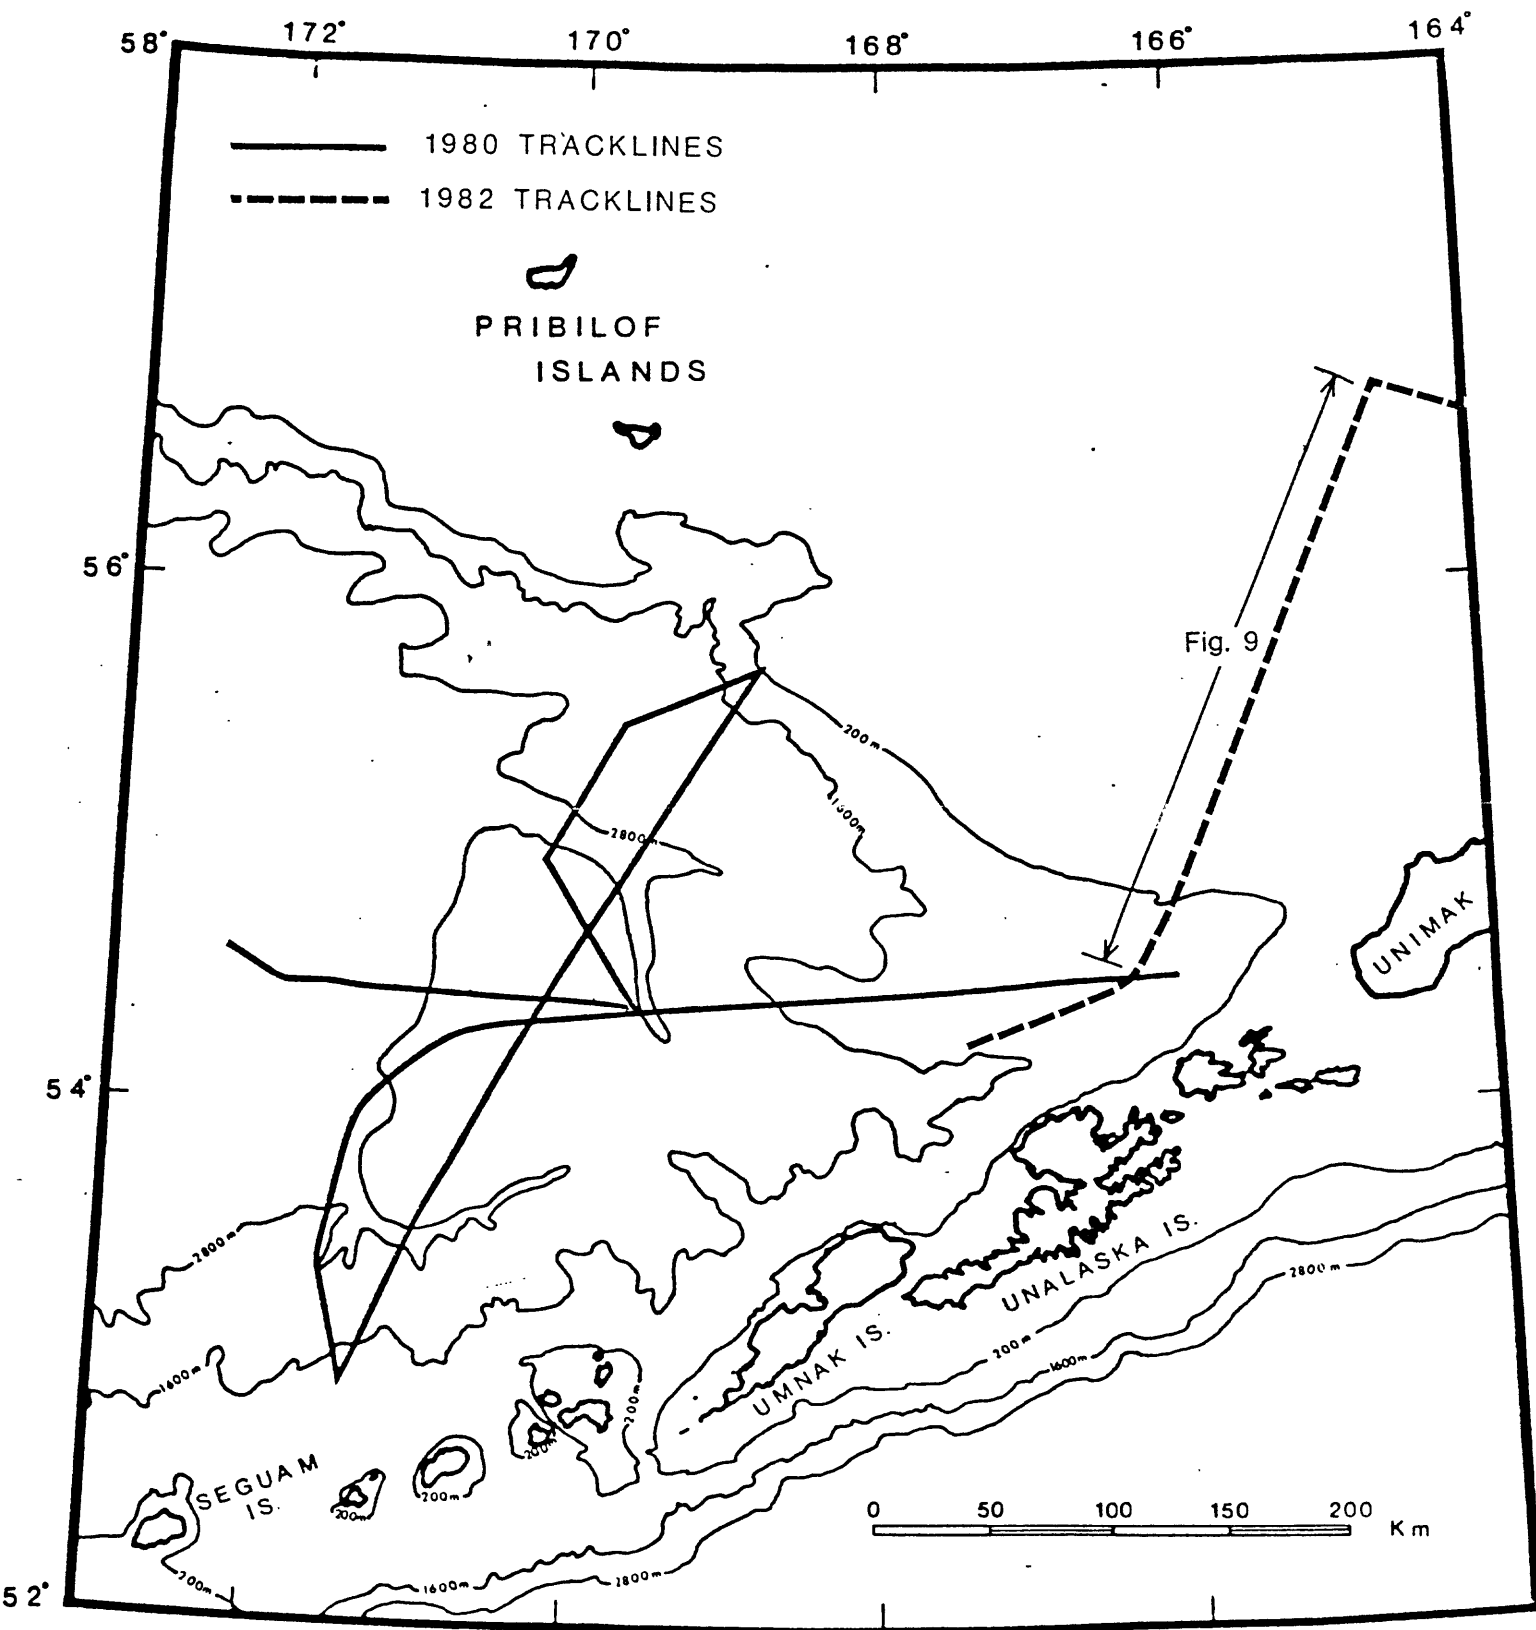 58° 172° 170° 168° 166° 164°
1980 TRACKLINES
1982 TRACKLINES
PRIBILOF
ISLANDS
56°
Fig. 9
200m
1600m
2800m
UNIMAK
54°
2800m
UNALASKA IS.
2800m
UMNAK IS.
200m
1600m
1600m
200m
200m
SEGUAM
IS.
200m
200m
0 50 100 150 200 Km
200m
1600m
2800m
52°